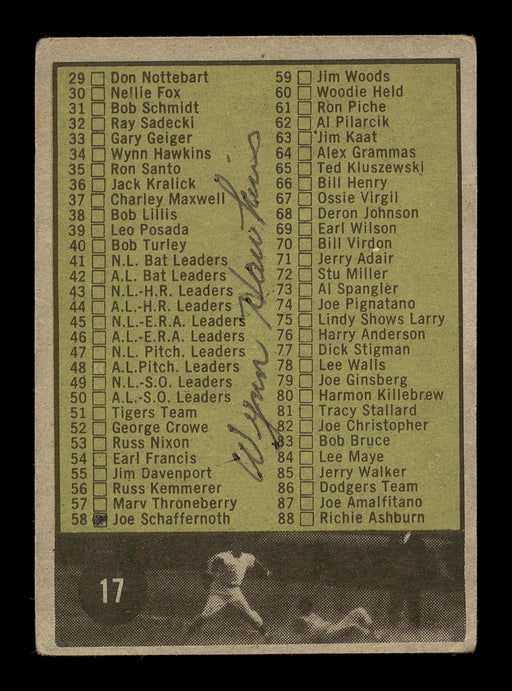 29 Don Nottebart
30 Nellie Fox
31 Bob Schmidt
32 Ray Sadecki
33 Gary Geiger
34 Wynn Hawkins
35 Ron Santo
36 Jack Kralick
37 Charley Maxwell
38 Bob Lillis
39 Leo Posada
40 Bob Turley
41 N.L. Bat Leaders
42 A.L. Bat Leaders
43 N.L.-H.R. Leaders
44 A.L.-H.R. Leaders
45 N.L.-E.R.A. Leaders
46 A.L.-E.R.A. Leaders
47 N.L. Pitch. Leaders
48 A.L.Pitch. Leaders
49 N.L.-S.O. Leaders
50 A.L.-S.O. Leaders
51 Tigers Team
52 George Crowe
53 Russ Nixon
54 Earl Francis
55 Jim Davenport
56 Russ Kemmerer
57 Marv Throneberry
58 Joe Schaffernoth
59 Jim Woods
60 Woodie Held
61 Ron Piche
62 Al Pilarcik
63 Jim Kaat
64 Alex Grammas
65 Ted Kluszewski
66 Bill Henry
67 Ossie Virgil
68 Deron Johnson
69 Earl Wilson
70 Bill Virdon
71 Jerry Adair
72 Stu Miller
73 Al Spangler
74 Joe Pignatano
75 Lindy Shows Larry
76 Harry Anderson
77 Dick Stigman
78 Lee Walls
79 Joe Ginsberg
80 Harmon Killebrew
81 Tracy Stallard
82 Joe Christopher
83 Bob Bruce
84 Lee Maye
85 Jerry Walker
86 Dodgers Team
87 Joe Amalfitano
88 Richie Ashburn
Wynn Hawkins
17